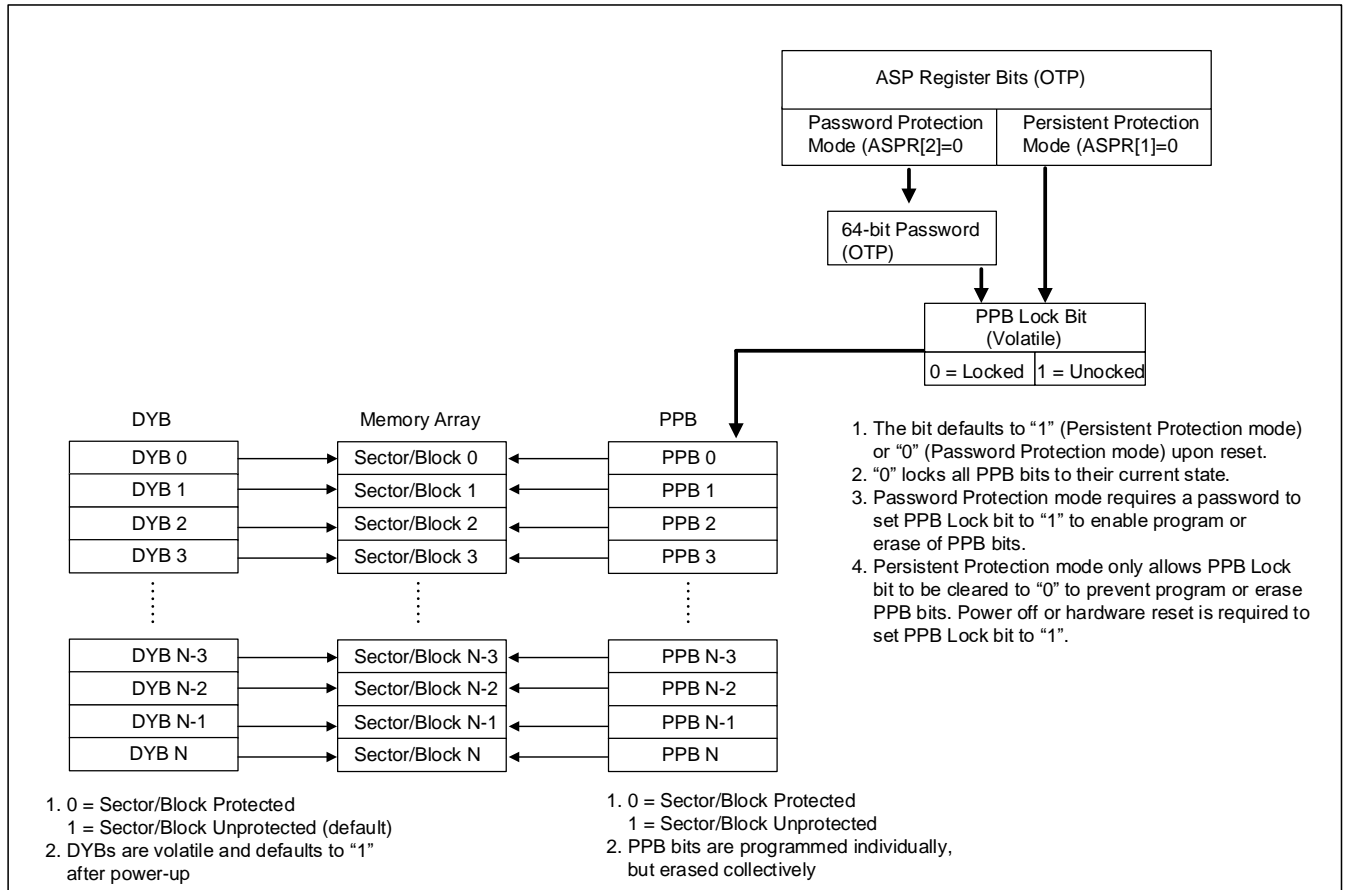 ASP Register Bits (OTP)
Password Protection
Mode (ASPR[2]=0
Persistent Protection
Mode (ASPR[1]=0
64-bit Password
(OTP)
PPB Lock Bit
(Volatile)
0 = Locked
1 = Unocked
1. The bit defaults to “1” (Persistent Protection mode)
or “0” (Password Protection mode) upon reset.
2. “0” locks all PPB bits to their current state.
3. Password Protection mode requires a password to
set PPB Lock bit to “1” to enable program or
erase of PPB bits.
4. Persistent Protection mode only allows PPB Lock
bit to be cleared to “0” to prevent program or erase
PPB bits. Power off or hardware reset is required to
set PPB Lock bit to “1”.
DYB Memory Array PPB
DYB 0 Sector/Block 0 PPB 0
DYB 1 Sector/Block 1 PPB 1
DYB 2 Sector/Block 2 PPB 2
DYB 3 Sector/Block 3 PPB 3
DYB N-3 Sector/Block N-3 PPB N-3
DYB N-2 Sector/Block N-2 PPB N-2
DYB N-1 Sector/Block N-1 PPB N-1
DYB N Sector/Block N PPB N
1. 0 = Sector/Block Protected
1 = Sector/Block Unprotected (default)
2. DYBs are volatile and defaults to “1”
after power-up
1. 0 = Sector/Block Protected
1 = Sector/Block Unprotected
2. PPB bits are programmed individually,
but erased collectively